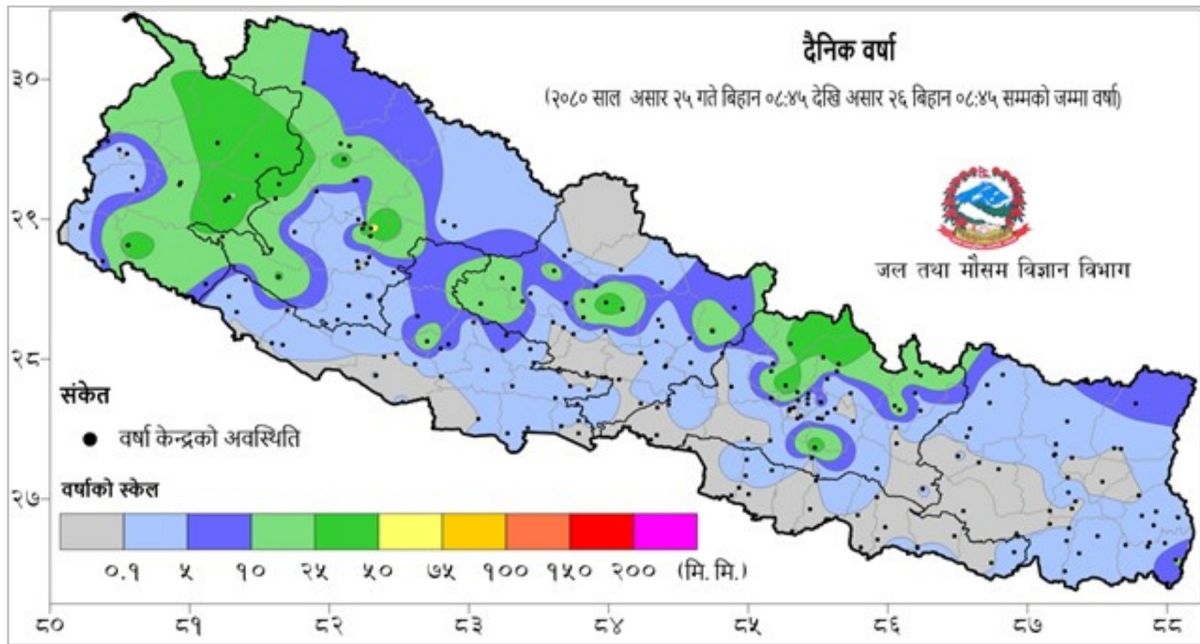 दैनिक वर्षा
(२०८० साल असार २५ गते बिहान ०८:४५ देखि असार २६ बिहान ०८:४५ सम्मको जम्मा वर्षा)
३०
२९
जल तथा मौसम विज्ञान विभाग
२८
संकेत
वर्षा केन्द्रको अवस्थिति
वर्षाको स्केल
२७
०.१ ५ १० २५ ५० ७५ १०० १५० २०० (मि.मि.)
८० ८१ ८२ ८३ ८४ ८५ ८६ ८७ ८८